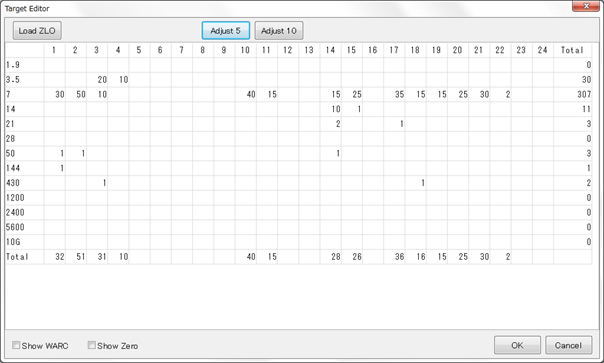 Target Editor
Load ZLO Adjust 5 Adjust 10
1 2 3 4 5 6 7 8 9 10 11 12 13 14 15 16 17 18 19 20 21 22 23 24 Total
1.9 0
3.5 20 10 30
7 30 50 10 40 15 15 25 35 15 15 25 30 2 307
14 10 1 11
21 2 1 3
28 0
50 1 1 1 3
144 1 1
430 1 1 2
1200 0
2400 0
5600 0
10G 0
Total 32 51 31 10 40 15 28 26 36 16 15 25 30 2
Show WARC Show Zero OK Cancel